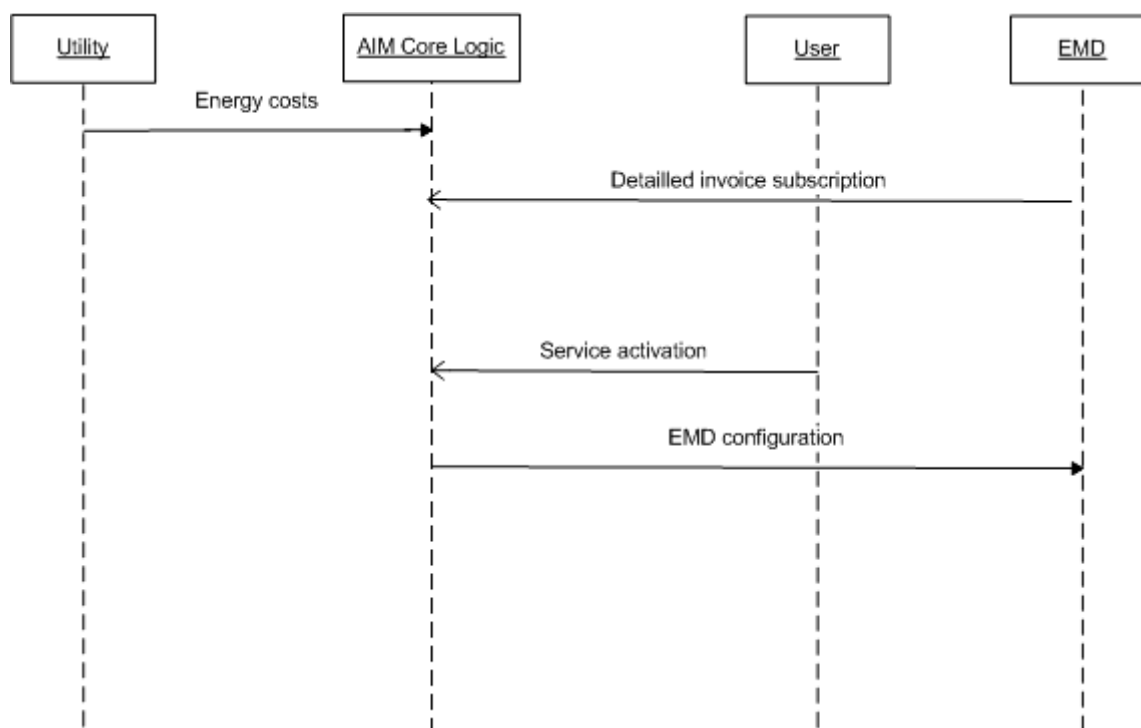 Utility
AIM Core Logic
User
EMD
Energy costs
Detailled invoice subscription
Service activation
EMD configuration